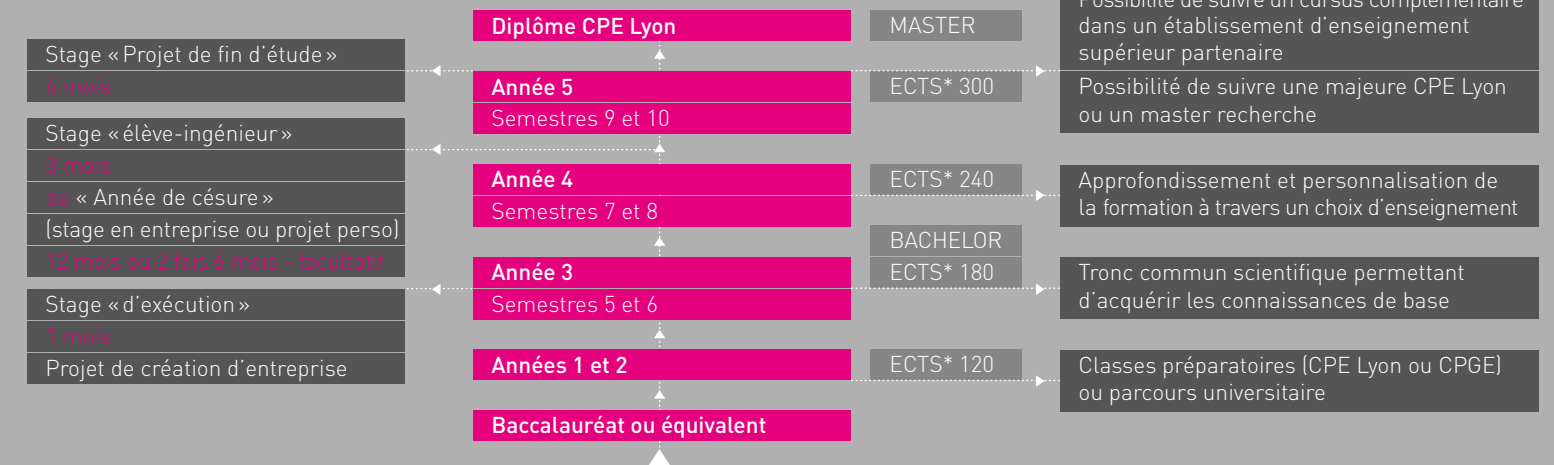 Stage « Projet de fin d'étude »
6 mois
Stage « élève-ingénieur »
3 mois
ou « Année de césure »
(stage en entreprise ou projet perso)
12 mois ou 2 fois 6 mois - facultatif
Stage « d'exécution »
1 mois
Projet de création d'entreprise
Diplôme CPE Lyon
Année 5
Semestres 9 et 10
Année 4
Semestres 7 et 8
Année 3
Semestres 5 et 6
Années 1 et 2
Baccalauréat ou équivalent
MASTER
ECTS* 300
ECTS* 240
BACHELOR
ECTS* 180
ECTS* 120
Possibilité de suivre un cursus complémentaire
dans un établissement d'enseignement
supérieur partenaire
Possibilité de suivre une majeure CPE Lyon
ou un master recherche
Approfondissement et personnalisation de
la formation à travers un choix d'enseignement
Tronc commun scientifique permettant
d'acquérir les connaissances de base
Classes préparatoires (CPE Lyon ou CPGE)
ou parcours universitaire